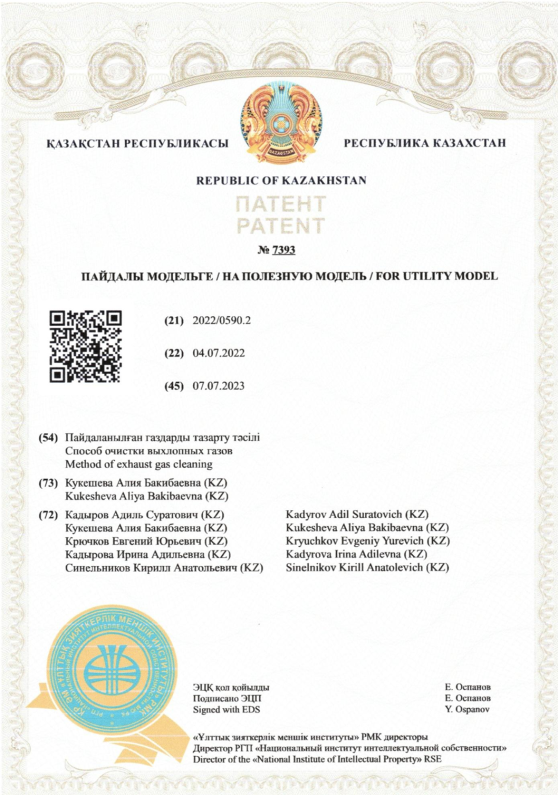 ҚАЗАҚСТАН РЕСПУБЛИКАСЫ
РЕСПУБЛИКА КАЗАХСТАН
REPUBLIC OF KAZAKHSTAN
ПАТЕНТ
PATENT
№ 7393
ПАЙДАЛЫ МОДЕЛЬГЕ / НА ПОЛЕЗНУЮ МОДЕЛЬ / FOR UTILITY MODEL
(21) 2022/0590.2
(22) 04.07.2022
(45) 07.07.2023
(54) Пайдаланылған газдарды тазарту тәсілі
Способ очистки выхлопных газов
Method of exhaust gas cleaning
(73) Кукешева Алия Бакибаевна (KZ)
Kukesheva Aliya Bakibaevna (KZ)
(72) Кадыров Адиль Суратович (KZ) Kadyrov Adil Suratovich (KZ)
Кукешева Алия Бакибаевна (KZ) Kukesheva Aliya Bakibaevna (KZ)
Крючков Евгений Юрьевич (KZ) Kryuchkov Evgeniy Yurevich (KZ)
Кадырова Ирина Адильевна (KZ) Kadyrova Irina Adilevna (KZ)
Синельников Кирилл Анатольевич (KZ) Sinelnikov Kirill Anatolevich (KZ)
ЭЦҚ қол қойылды Е. Оспанов
Подписано ЭЦП Е. Оспанов
Signed with EDS Y. Ospanov
«Ұлттық зияткерлік меншік институты» РМК директоры
Директор РГП «Национальный институт интеллектуальной собственности»
Director of the «National Institute of Intellectual Property» RSE